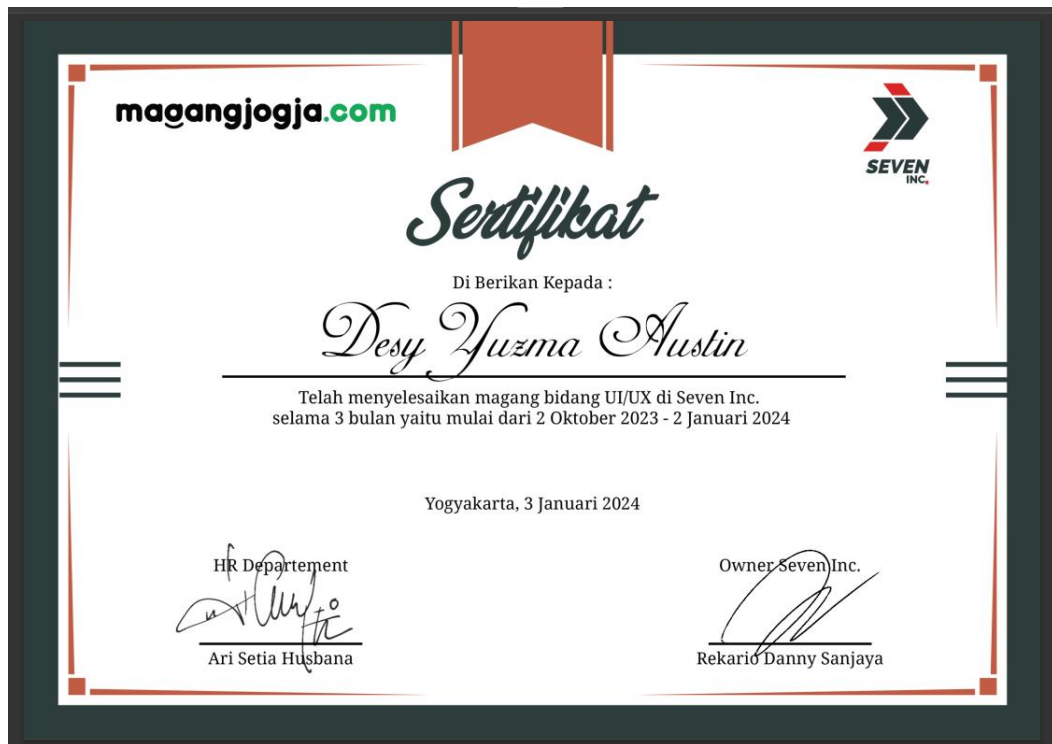 magangjogja.com
SEVEN
INC.
Sertifikat
Di Berikan Kepada :
Desy Yuzma Austin
Telah menyelesaikan magang bidang UI/UX di Seven Inc.
selama 3 bulan yaitu mulai dari 2 Oktober 2023 - 2 Januari 2024
Yogyakarta, 3 Januari 2024
HR Departement
Owner Seven Inc.
Ari Setia Husbana
Rekario Danny Sanjaya